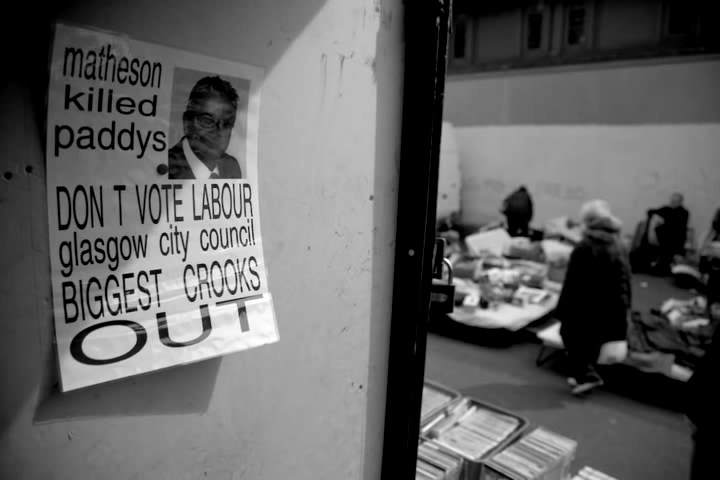 matheson
killed
paddys
DON T VOTE LABOUR
glasgow city council
BIGGEST CROOKS
OUT